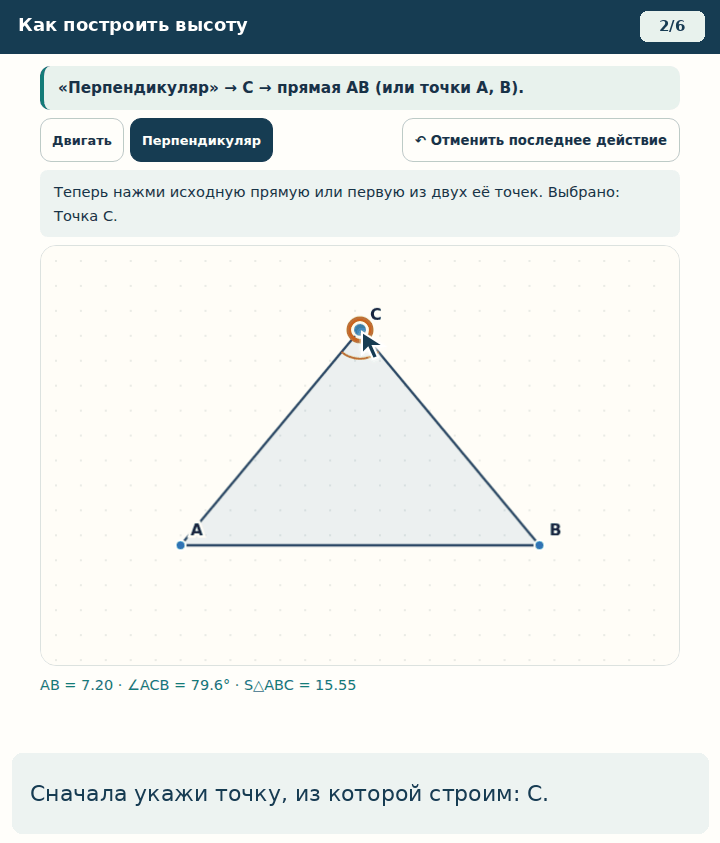 Как построить высоту
2/6
«Перпендикуляр» → C → прямая AB (или точки A, B).
Двигать
Перпендикуляр
↶ Отменить последнее действие
Теперь нажми исходную прямую или первую из двух её точек. Выбрано:
Точка C.
C
A
B
AB = 7.20 · ∠ACB = 79.6° · S△ABC = 15.55
Сначала укажи точку, из которой строим: C.